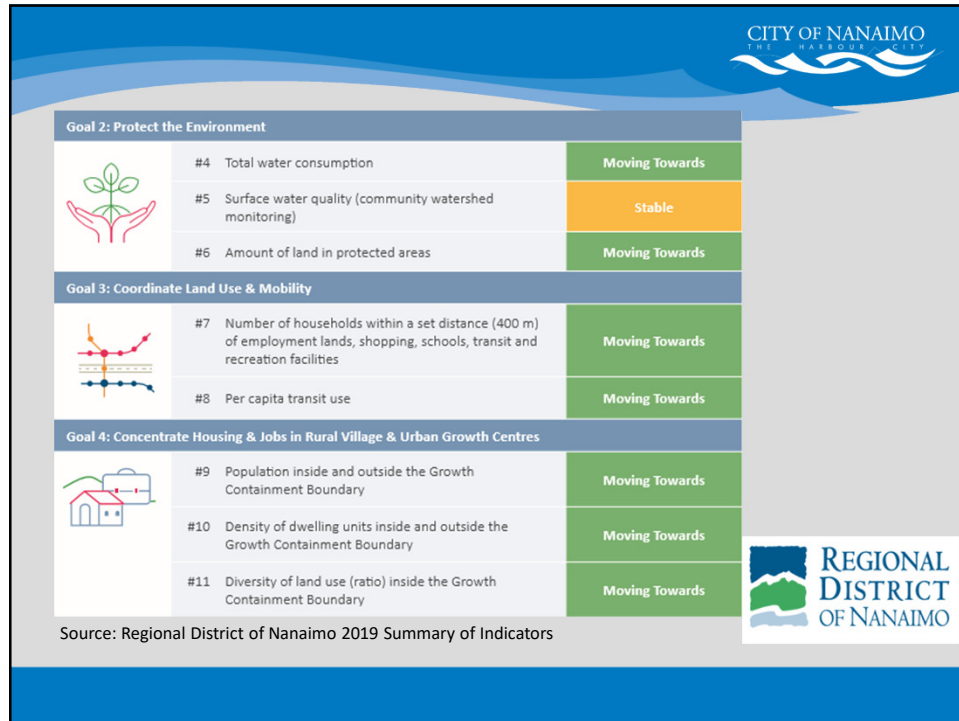 CITY OF NANAIMO
THE HARBOUR CITY
Goal 2: Protect the Environment
#4 Total water consumption Moving Towards
#5 Surface water quality (community watershed
monitoring) Stable
#6 Amount of land in protected areas Moving Towards
Goal 3: Coordinate Land Use & Mobility
#7 Number of households within a set distance (400 m)
of employment lands, shopping, schools, transit and
recreation facilities Moving Towards
#8 Per capita transit use Moving Towards
Goal 4: Concentrate Housing & Jobs in Rural Village & Urban Growth Centres
#9 Population inside and outside the Growth
Containment Boundary Moving Towards
#10 Density of dwelling units inside and outside the
Growth Containment Boundary Moving Towards
#11 Diversity of land use (ratio) inside the Growth
Containment Boundary Moving Towards
REGIONAL
DISTRICT
OF NANAIMO
Source: Regional District of Nanaimo 2019 Summary of Indicators